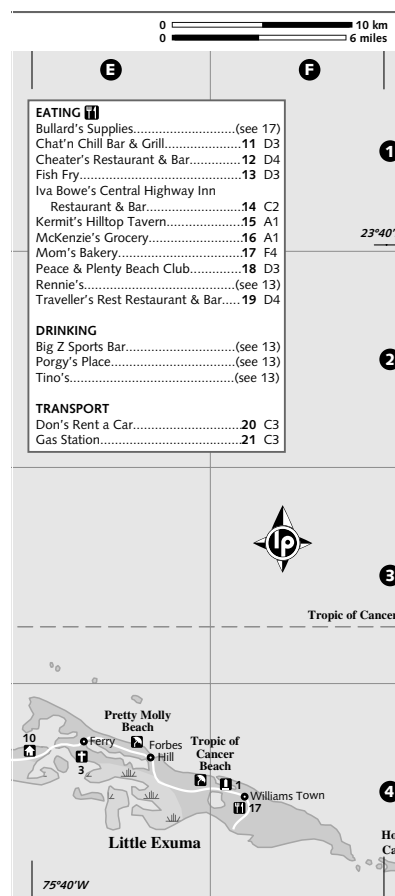 0 10 km
0 6 miles
E F
EATING
Bullard's Supplies..........................(see 17)
Chat'n Chill Bar & Grill....................11 D3
Cheater's Restaurant & Bar.............12 D4
Fish Fry..........................................13 D3
Iva Bowe's Central Highway Inn
Restaurant & Bar.........................14 C2
Kermit's Hilltop Tavern...................15 A1
McKenzie's Grocery........................16 A1
Mom's Bakery................................17 F4
Peace & Plenty Beach Club.............18 D3
Rennie's......................................(see 13)
Traveller's Rest Restaurant & Bar.....19 D4
DRINKING
Big Z Sports Bar............................(see 13)
Porgy's Place................................(see 13)
Tino's..........................................(see 13)
TRANSPORT
Don's Rent a Car............................20 C3
Gas Station....................................21 C3
1
23°40'
2
lp
3
Tropic of Cancer
Pretty Molly
Beach
10
Ferry
3
Forbes
Hill
Tropic of
Cancer
Beach
1
Williams Town
17
4
Little Exuma
Ho
Ca
75°40'W